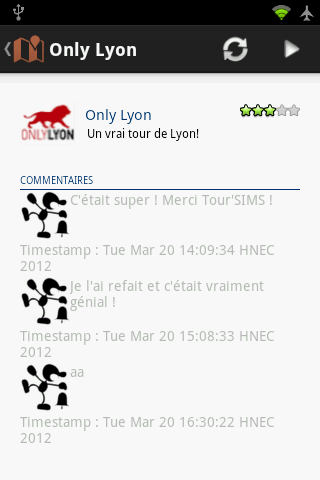 Only Lyon
ONLYLYON
Only Lyon
Un vrai tour de Lyon!
COMMENTAIRES
C'était super ! Merci Tour'SIMS !
Timestamp : Tue Mar 20 14:09:34 HNEC
2012
Je l'ai refait et c'était vraiment
génial !
Timestamp : Tue Mar 20 15:08:33 HNEC
2012
aa
Timestamp : Tue Mar 20 16:30:22 HNEC
2012